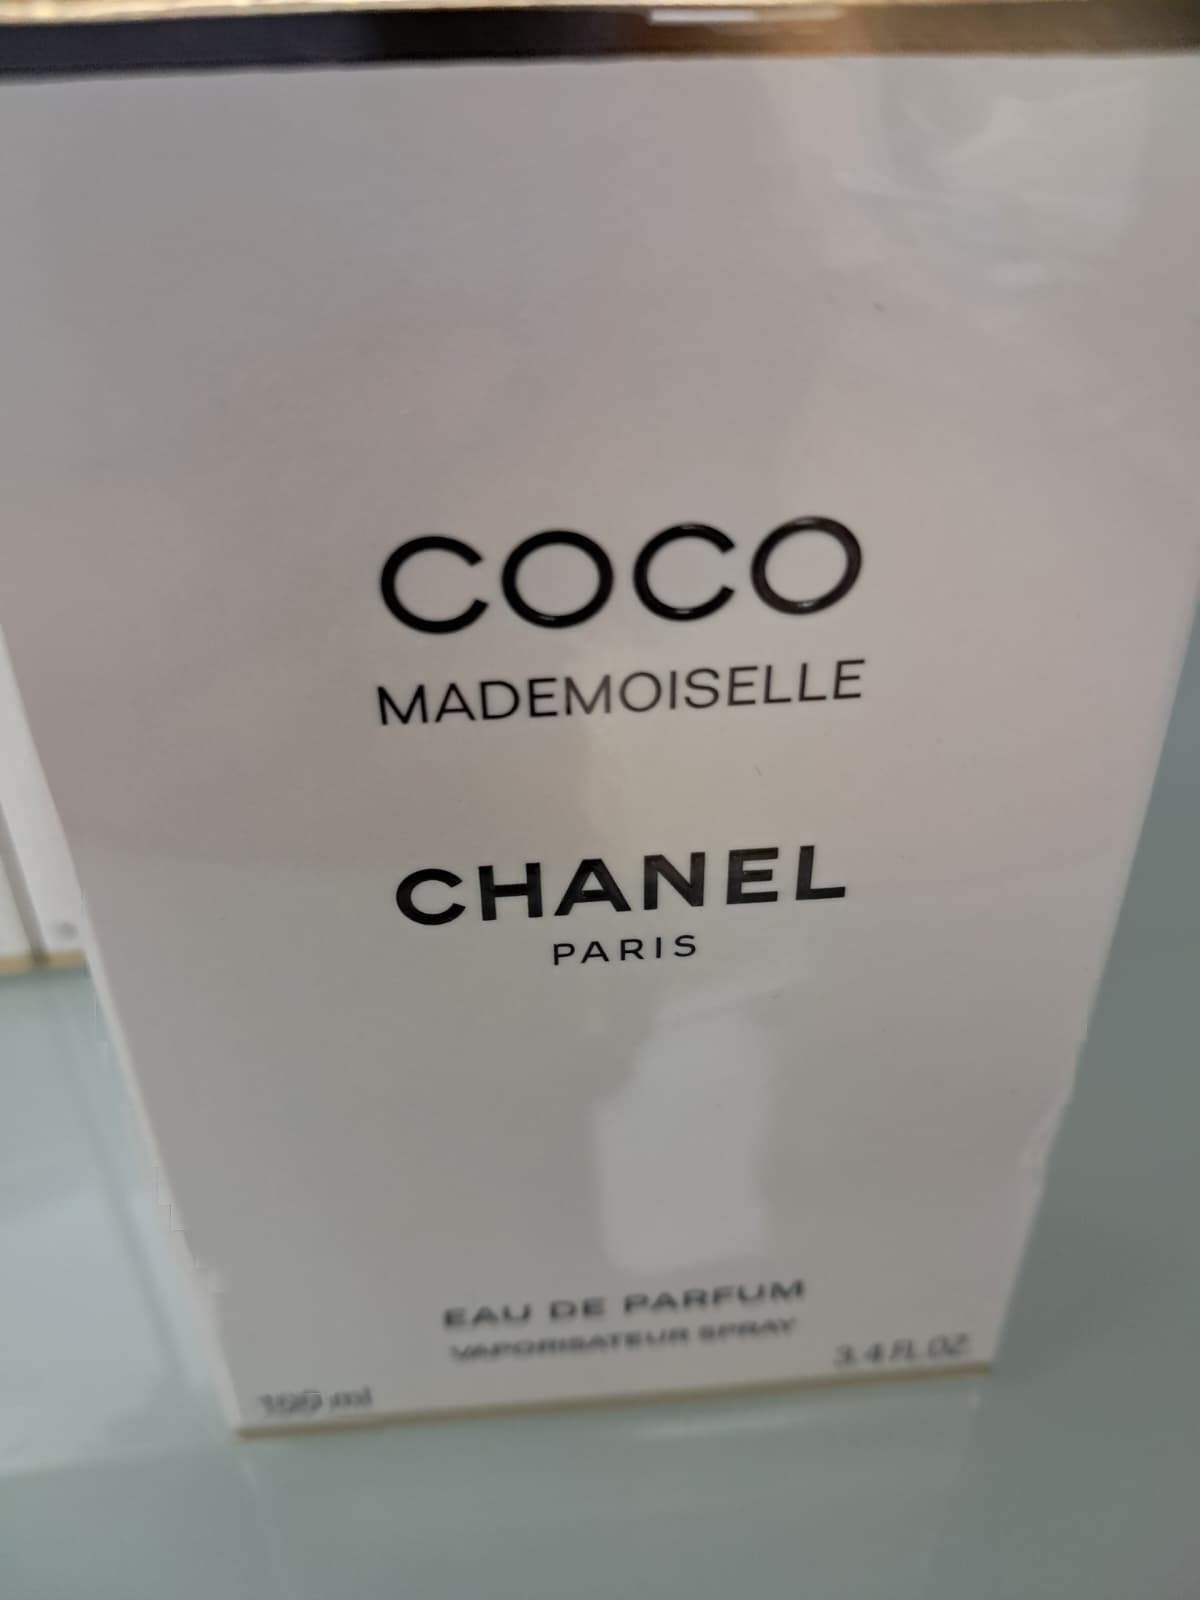 COCO
MADEMOISELLE
CHANEL
PARIS
EAU DE PARFUM
VAPORISATEUR SPRAY
100 ml
3.4 FL. OZ.